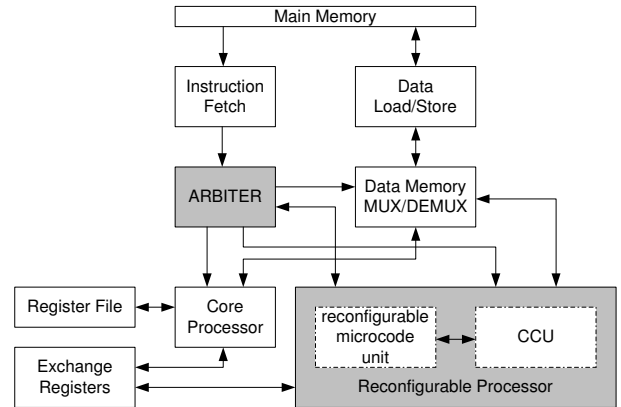 Main Memory
Instruction
Fetch
Data
Load/Store
ARBITER
Data Memory
MUX/DEMUX
Register File
Core
Processor
reconfigurable
microcode
unit
CCU
Exchange
Registers
Reconfigurable Processor